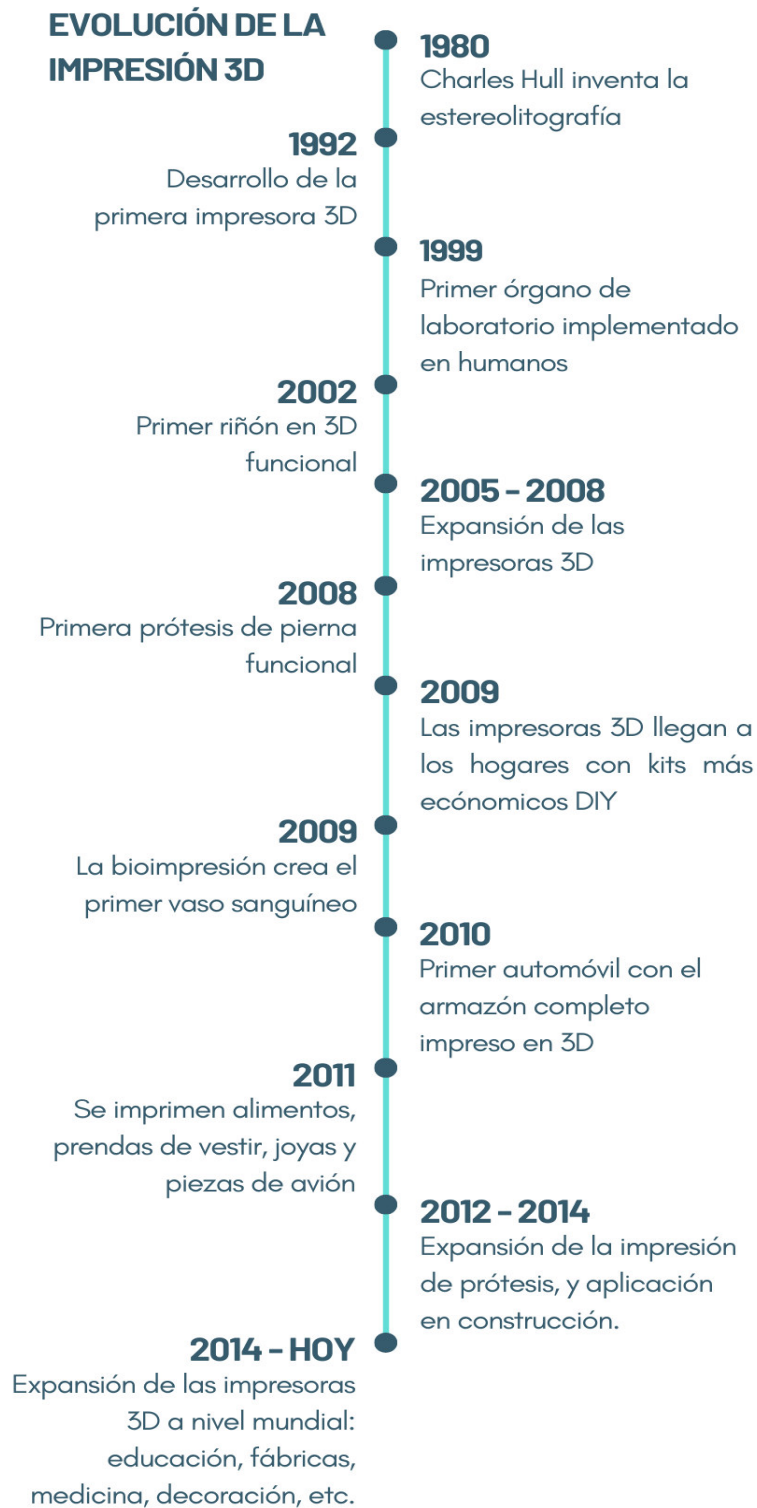 EVOLUCIÓN DE LA
IMPRESIÓN 3D
1980
Charles Hull inventa la
estereolitografía
1992
Desarrollo de la
primera impresora 3D
1999
Primer órgano de
laboratorio implementado
en humanos
2002
Primer riñón en 3D
funcional
2005 – 2008
Expansión de las
impresoras 3D
2008
Primera prótesis de pierna
funcional
2009
Las impresoras 3D llegan a
los hogares con kits más
ecónomicos DIY
2009
La bioimpresión crea el
primer vaso sanguíneo
2010
Primer automóvil con el
armazón completo
impreso en 3D
2011
Se imprimen alimentos,
prendas de vestir, joyas y
piezas de avión
2012 – 2014
Expansión de la impresión
de prótesis, y aplicación
en construcción.
2014 – HOY
Expansión de las impresoras
3D a nivel mundial:
educación, fábricas,
medicina, decoración, etc.